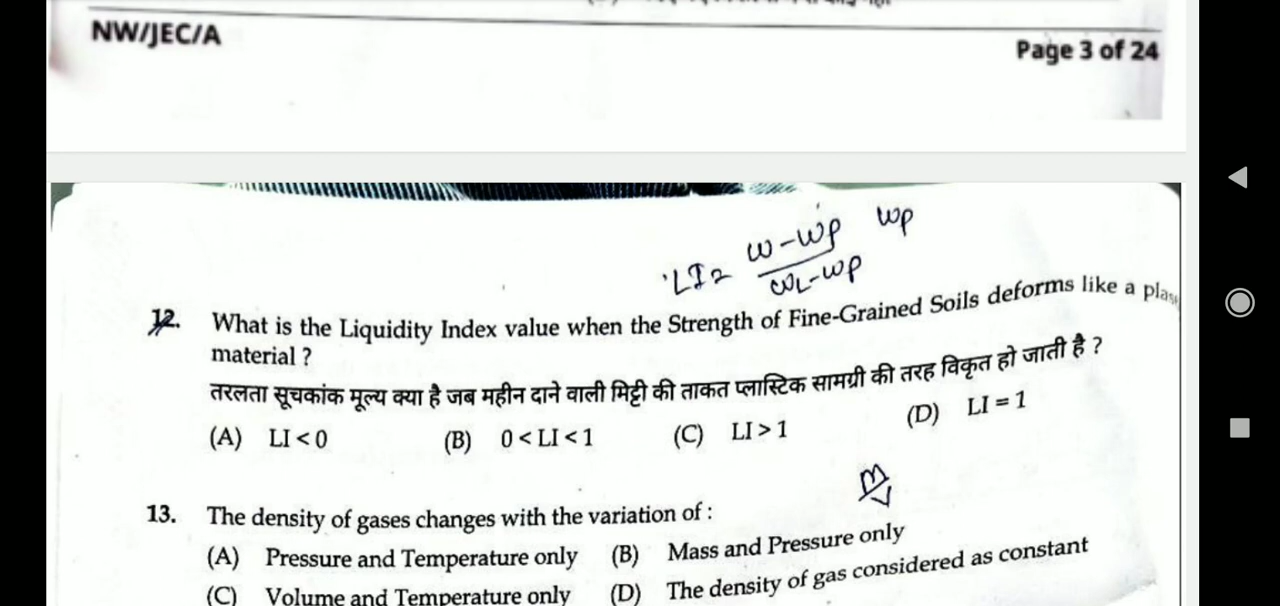 NW/JEC/A
Page 3 of 24
LI = w-wp / wL-wp wp
12. What is the Liquidity Index value when the Strength of Fine-Grained Soils deforms like a
material ?
तरलता सूचकांक मूल्य क्या है जब महीन दाने वाली मिट्टी की ताकत प्लास्टिक सामग्री की तरह विकृत हो जाती है ?
(A) LI < 0 (B) 0 < LI < 1 (C) LI > 1 (D) LI = 1
13. The density of gases changes with the variation of :
(A) Pressure and Temperature only (B) Mass and Pressure only
(C) Volume and Temperature only (D) The density of gas considered as constant